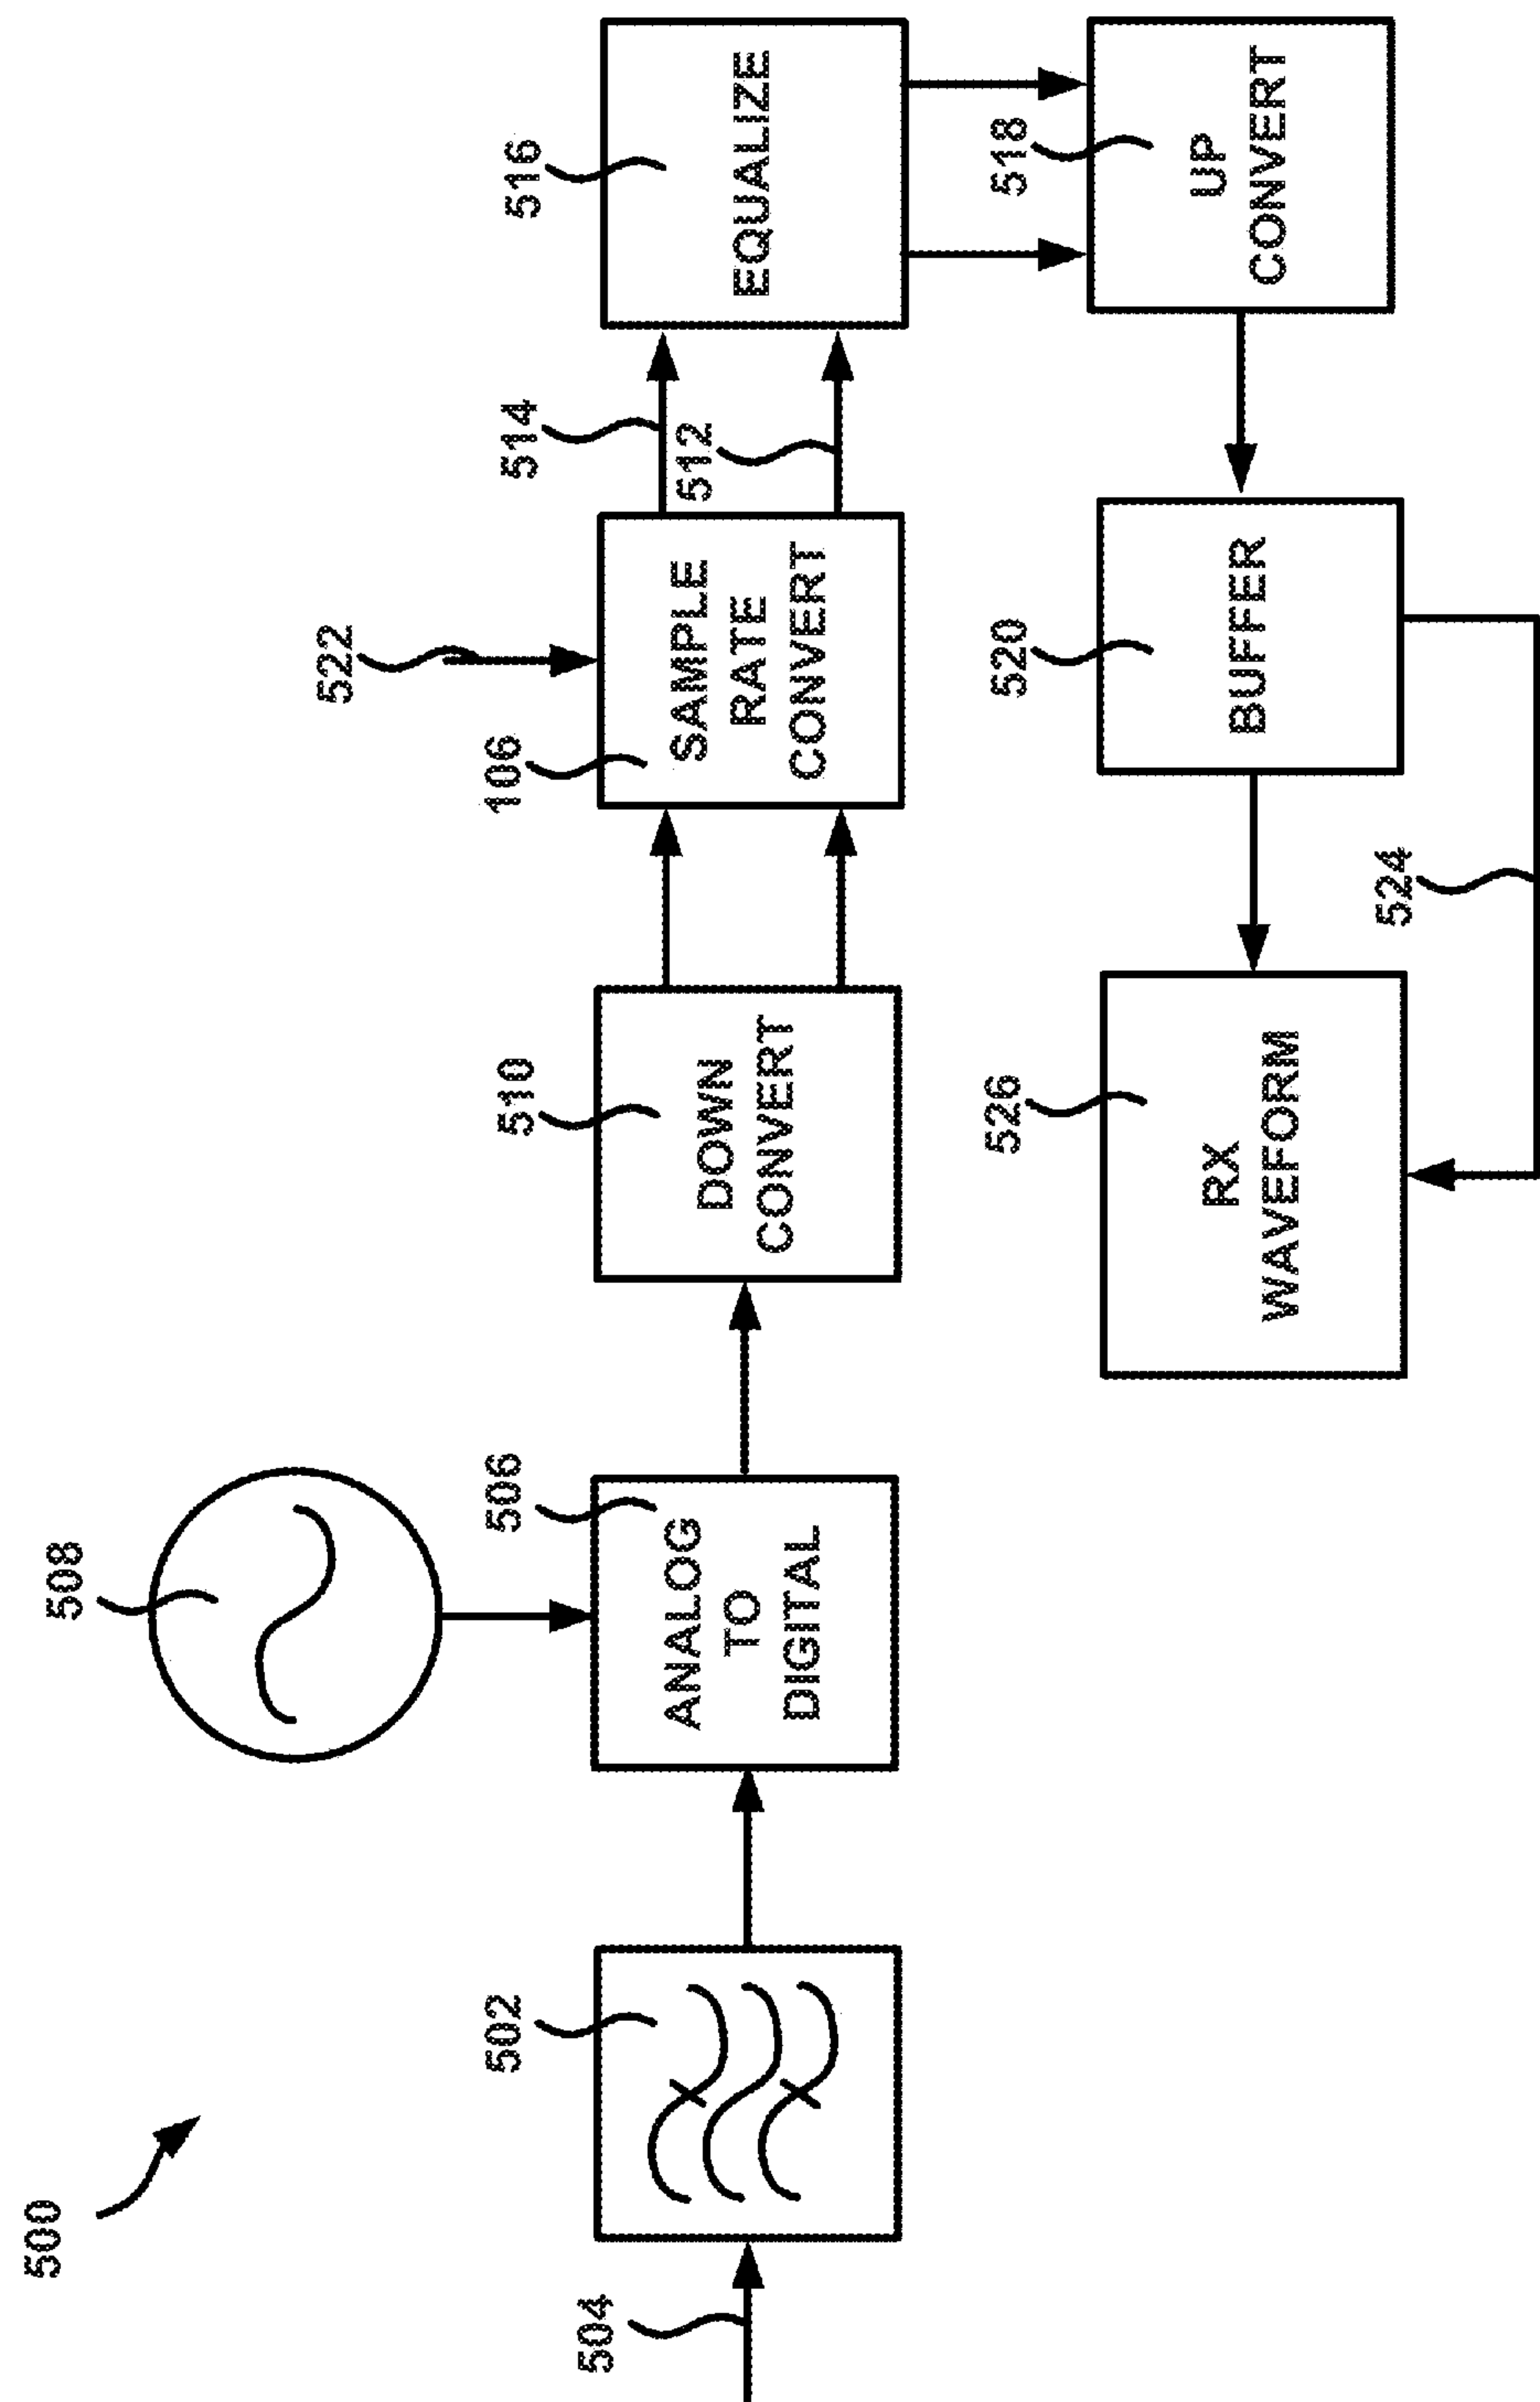 500
504
502
508
506
ANALOG
TO
DIGITAL
510
DOWN
CONVERT
106
522
SAMPLE
RATE
CONVERT
514
512
516
EQUALIZE
518
UP
CONVERT
520
BUFFER
524
526
RX
WAVEFORM